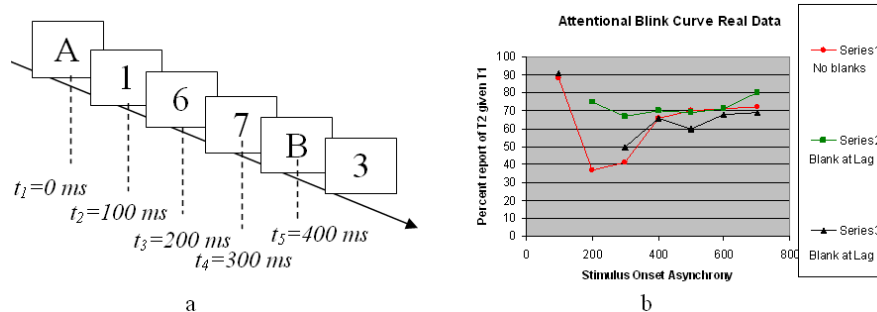 A
1
6
7
B
3
t1=0 ms
t2=100 ms
t3=200 ms
t4=300 ms
t5=400 ms
a
Attentional Blink Curve Real Data
Percent report of T2 given T1
100
90
80
70
60
50
40
30
20
10
0
0 200 400 600 800
Stimulus Onset Asynchrony
Series1
No blanks
Series2
Blank at Lag
Series3
Blank at Lag
b